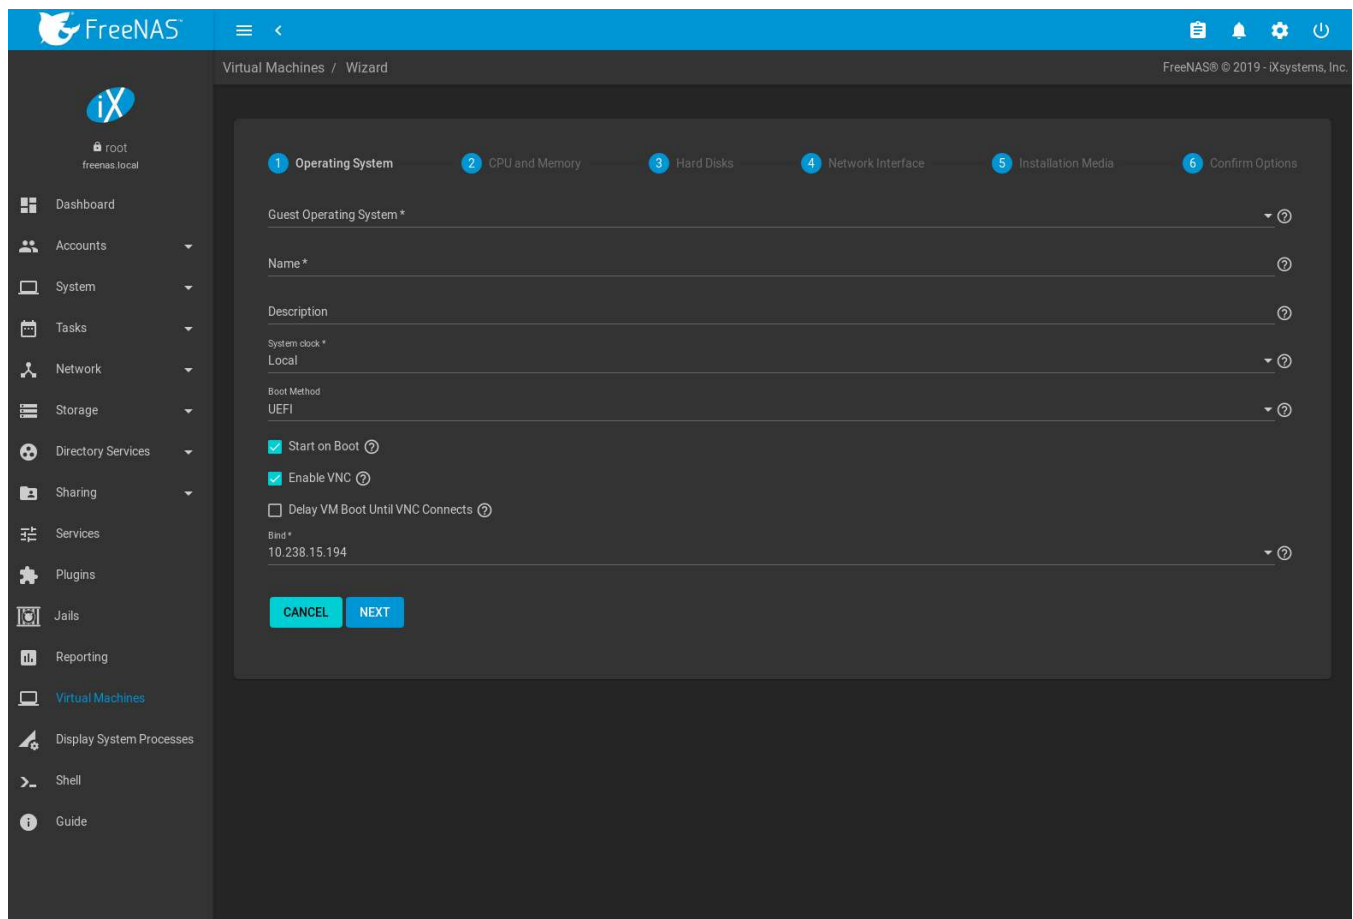 FreeNAS™
Virtual Machines / Wizard
FreeNAS® © 2019 - iXsystems, Inc.
iX
root
freenas.local
Dashboard
Accounts
System
Tasks
Network
Storage
Directory Services
Sharing
Services
Plugins
Jails
Reporting
Virtual Machines
Display System Processes
Shell
Guide
1 Operating System
2 CPU and Memory
3 Hard Disks
4 Network Interface
5 Installation Media
6 Confirm Options
Guest Operating System *
Name *
Description
System clock *
Local
Boot Method
UEFI
Start on Boot
Enable VNC
Delay VM Boot Until VNC Connects
Bind *
10.238.15.194
CANCEL
NEXT